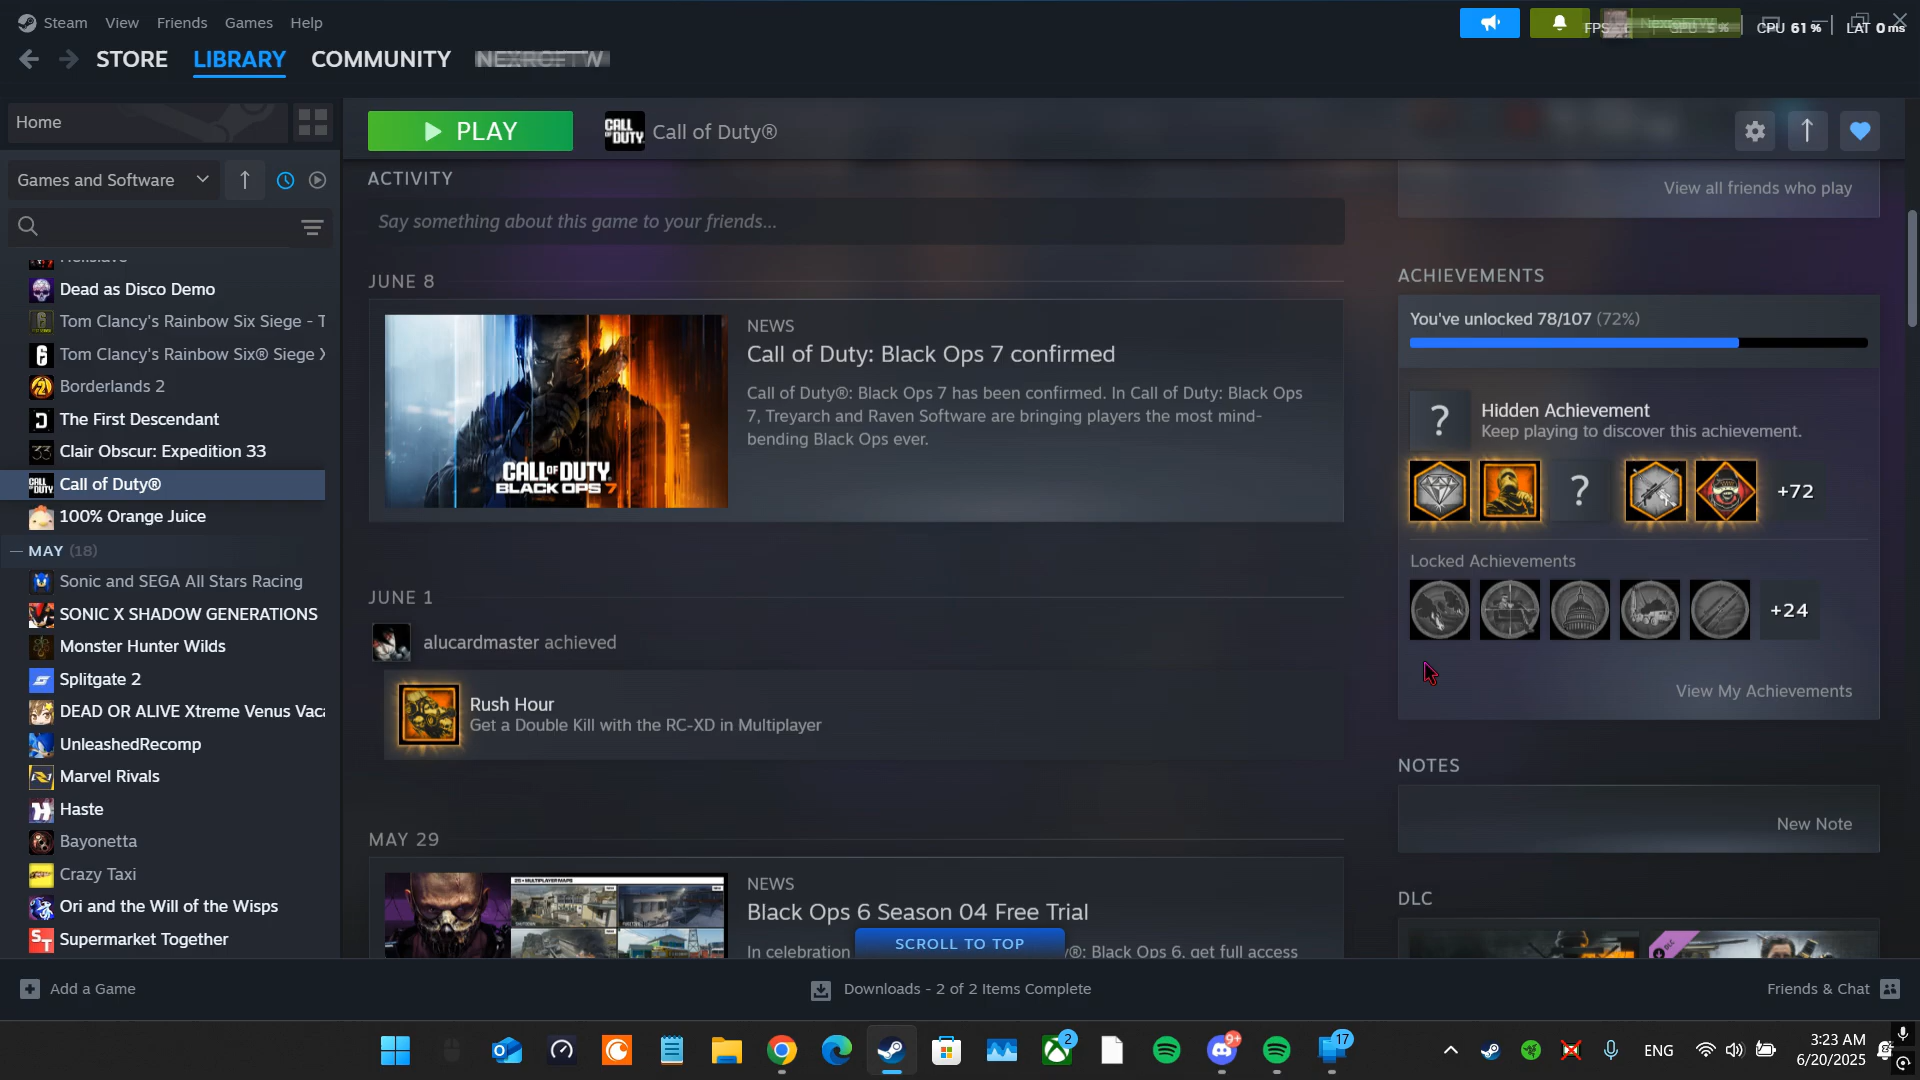 Steam View Friends Games Help
FPS
CPU 61 %
LAT 0 ms
STORE LIBRARY COMMUNITY
Home
PLAY
Call of Duty®
Games and Software
ACTIVITY
Say something about this game to your friends...
View all friends who play
Dead as Disco Demo
Tom Clancy's Rainbow Six Siege - T
Tom Clancy's Rainbow Six® Siege X
Borderlands 2
The First Descendant
Clair Obscur: Expedition 33
Call of Duty®
100% Orange Juice
— MAY (18)
Sonic and SEGA All Stars Racing
SONIC X SHADOW GENERATIONS
Monster Hunter Wilds
Splitgate 2
DEAD OR ALIVE Xtreme Venus Vaca
UnleashedRecomp
Marvel Rivals
Haste
Bayonetta
Crazy Taxi
Ori and the Will of the Wisps
Supermarket Together
JUNE 8
CALL OF DUTY
BLACK OPS 7
NEWS
Call of Duty: Black Ops 7 confirmed
Call of Duty®: Black Ops 7 has been confirmed. In Call of Duty: Black Ops
7, Treyarch and Raven Software are bringing players the most mind-
bending Black Ops ever.
JUNE 1
alucardmaster achieved
Rush Hour
Get a Double Kill with the RC-XD in Multiplayer
MAY 29
NEWS
Black Ops 6 Season 04 Free Trial
In celebration
®: Black Ops 6, get full access
SCROLL TO TOP
ACHIEVEMENTS
You've unlocked 78/107 (72%)
?
Hidden Achievement
Keep playing to discover this achievement.
?
+72
Locked Achievements
+24
View My Achievements
NOTES
New Note
DLC
DLC
Add a Game
Downloads - 2 of 2 Items Complete
Friends & Chat
2
9+
17
ENG
3:23 AM
6/20/2025